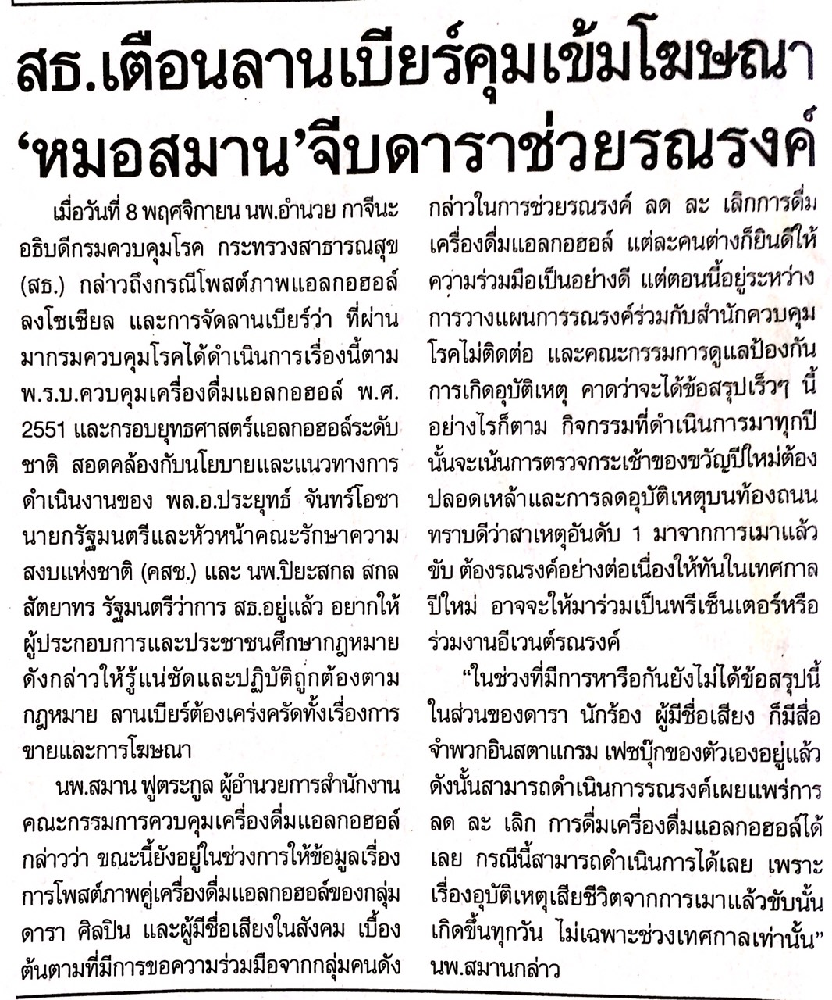 สธ.เตือนลานเบียร์คุมเข้มโฆษณา
‘หมอสมาน’จีบดาราช่วยรณรงค์
เมื่อวันที่ 8 พฤศจิกายน นพ.อำนวย กาจีนะ
อธิบดีกรมควบคุมโรค กระทรวงสาธารณสุข
(สธ.) กล่าวถึงกรณีโพสต์ภาพแอลกอฮอล์
ลงโซเชียล และการจัดลานเบียร์ว่า ที่ผ่าน
มากรมควบคุมโรคได้ดำเนินการเรื่องนี้ตาม
พ.ร.บ.ควบคุมเครื่องดื่มแอลกอฮอล์ พ.ศ.
2551 และกรอบยุทธศาสตร์แอลกอฮอล์ระดับ
ชาติ สอดคล้องกับนโยบายและแนวทางการ
ดำเนินงานของ พล.อ.ประยุทธ์ จันทร์โอชา
นายกรัฐมนตรีและหัวหน้าคณะรักษาความ
สงบแห่งชาติ (คสช.) และ นพ.ปิยะสกล สกล
สัตยาทร รัฐมนตรีว่าการ สธ.อยู่แล้ว อยากให้
ผู้ประกอบการและประชาชนศึกษากฎหมาย
ดังกล่าวให้รู้แน่ชัดและปฏิบัติถูกต้องตาม
กฎหมาย ลานเบียร์ต้องเคร่งครัดทั้งเรื่องการ
ขายและการโฆษณา
นพ.สมาน ฟูตระกูล ผู้อำนวยการสำนักงาน
คณะกรรมการควบคุมเครื่องดื่มแอลกอฮอล์
กล่าวว่า ขณะนี้ยังอยู่ในช่วงการให้ข้อมูลเรื่อง
การโพสต์ภาพคู่เครื่องดื่มแอลกอฮอล์ของกลุ่ม
ดารา ศิลปิน และผู้มีชื่อเสียงในสังคม เบื้อง
ต้นตามที่มีการขอความร่วมมือจากกลุ่มคนดัง
กล่าวในการช่วยรณรงค์ ลด ละ เลิกการดื่ม
เครื่องดื่มแอลกอฮอล์ แต่ละคนต่างก็ยินดีให้
ความร่วมมือเป็นอย่างดี แต่ตอนนี้อยู่ระหว่าง
การวางแผนการรณรงค์ร่วมกับสำนักควบคุม
โรคไม่ติดต่อ และคณะกรรมการดูแลป้องกัน
การเกิดอุบัติเหตุ คาดว่าจะได้ข้อสรุปเร็วๆ นี้
อย่างไรก็ตาม กิจกรรมที่ดำเนินการมาทุกปี
นั้นจะเน้นการตรวจกระเช้าของขวัญปีใหม่ต้อง
ปลอดเหล้าและการลดอุบัติเหตุบนท้องถนน
ทราบดีว่าสาเหตุอันดับ 1 มาจากการเมาแล้ว
ขับ ต้องรณรงค์อย่างต่อเนื่องให้ทันในเทศกาล
ปีใหม่ อาจจะให้มาร่วมเป็นพรีเซ็นเตอร์หรือ
ร่วมงานอีเวนต์รณรงค์
“ในช่วงที่มีการหารือกันยังไม่ได้ข้อสรุปนี้
ในส่วนของดารา นักร้อง ผู้มีชื่อเสียง ก็มีสื่อ
จำพวกอินสตาแกรม เฟซบุ๊กของตัวเองอยู่แล้ว
ดังนั้นสามารถดำเนินการรณรงค์เผยแพร่การ
ลด ละ เลิก การดื่มเครื่องดื่มแอลกอฮอล์ได้
เลย กรณีนี้สามารถดำเนินการได้เลย เพราะ
เรื่องอุบัติเหตุเสียชีวิตจากการเมาแล้วขับนั้น
เกิดขึ้นทุกวัน ไม่เฉพาะช่วงเทศกาลเท่านั้น”
นพ.สมานกล่าว